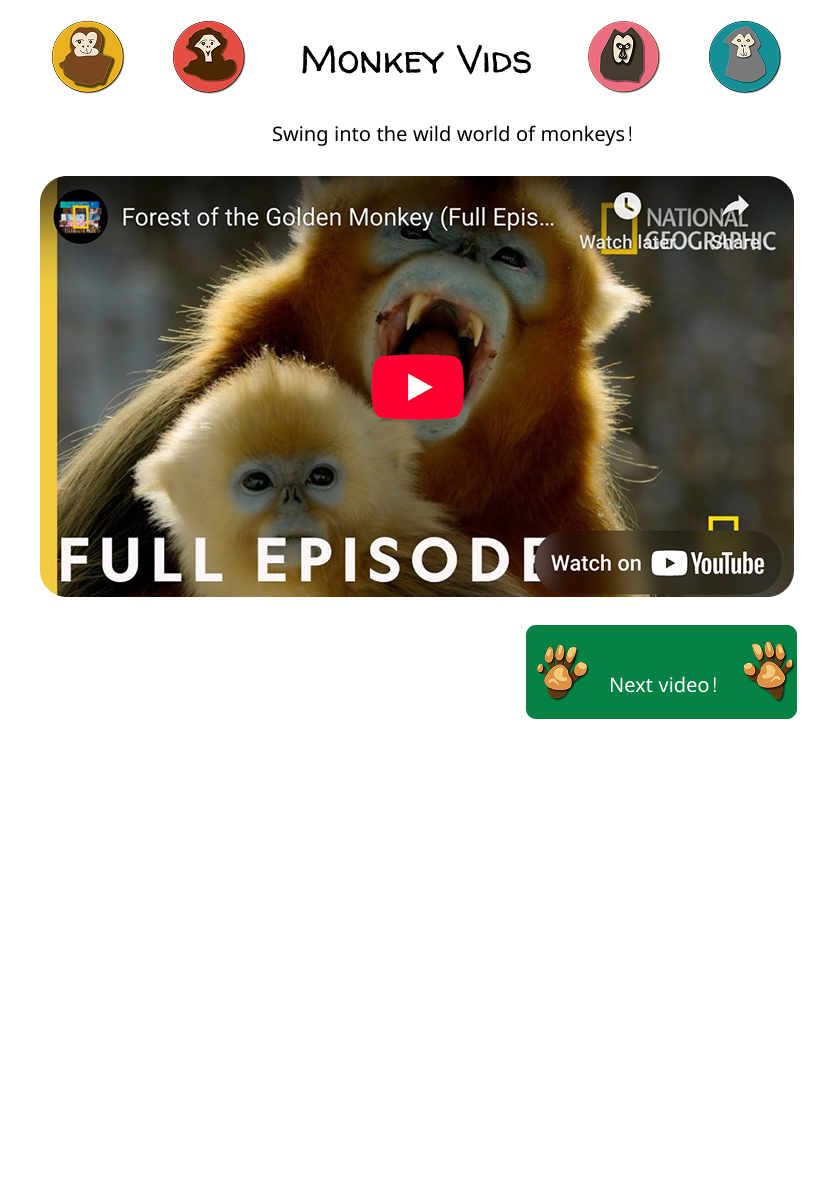 Monkey Vids
Swing into the wild world of monkeys!
Forest of the Golden Monkey (Full Epis...
Watch later
Share
NATIONAL
GEOGRAPHIC
FULL EPISODE
Watch on YouTube
Next video!